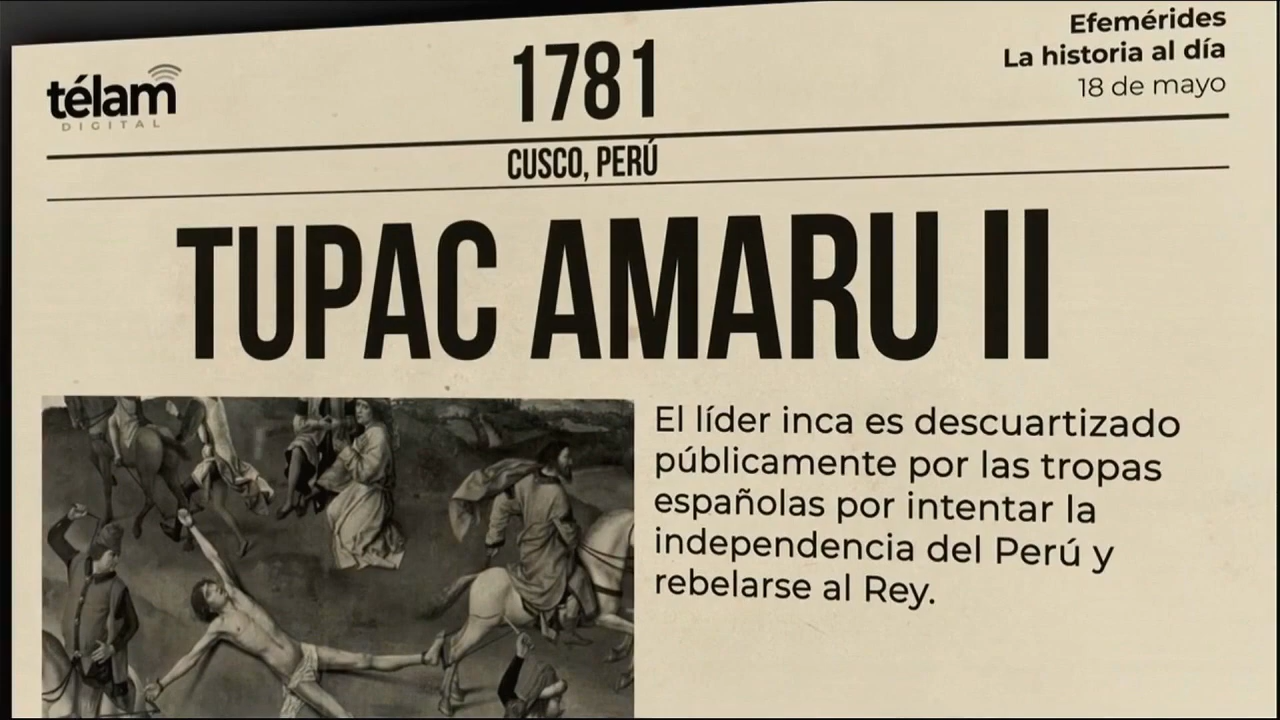 télam
DIGITAL
1781
Efemérides
La historia al día
18 de mayo
CUSCO, PERÚ
TUPAC AMARU II
El líder inca es descuartizado
públicamente por las tropas
españolas por intentar la
independencia del Perú y
rebelarse al Rey.